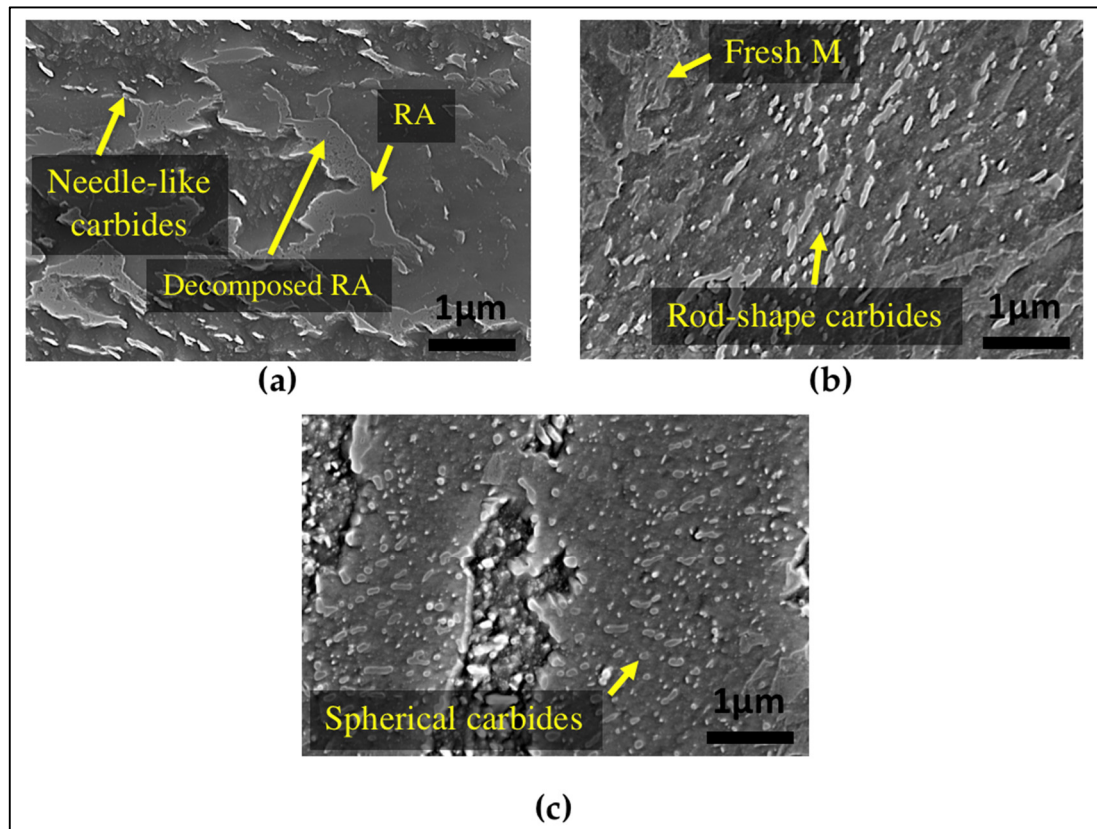 Needle-like
carbides
RA
Decomposed RA
1µm
(a)
Fresh M
Rod-shape carbides
1µm
(b)
Spherical carbides
1µm
(c)